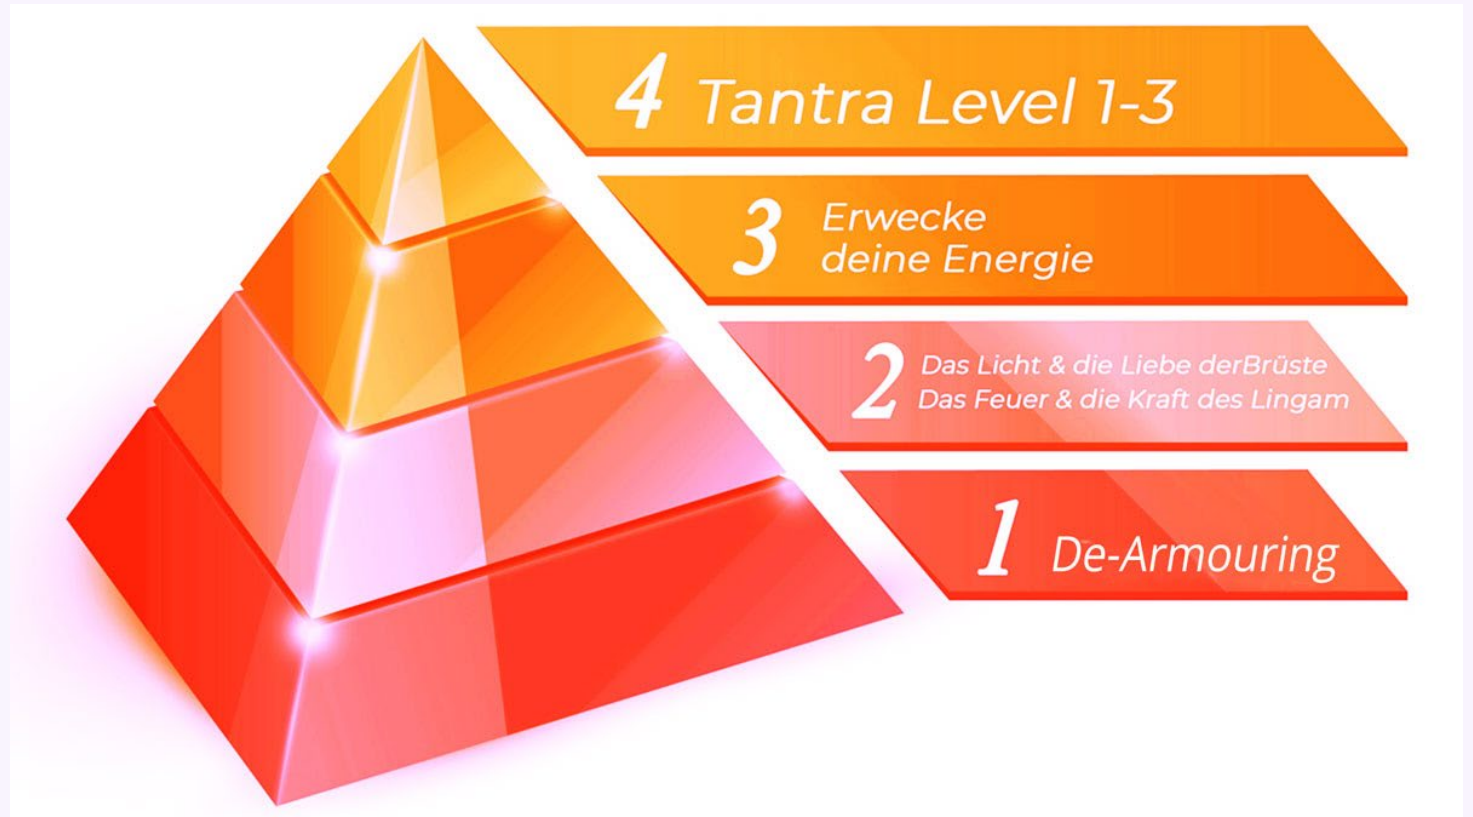 4 Tantra Level 1-3
3 Erwecke
deine Energie
2 Das Licht & die Liebe derBrüste
Das Feuer & die Kraft des Lingam
1 De-Armouring